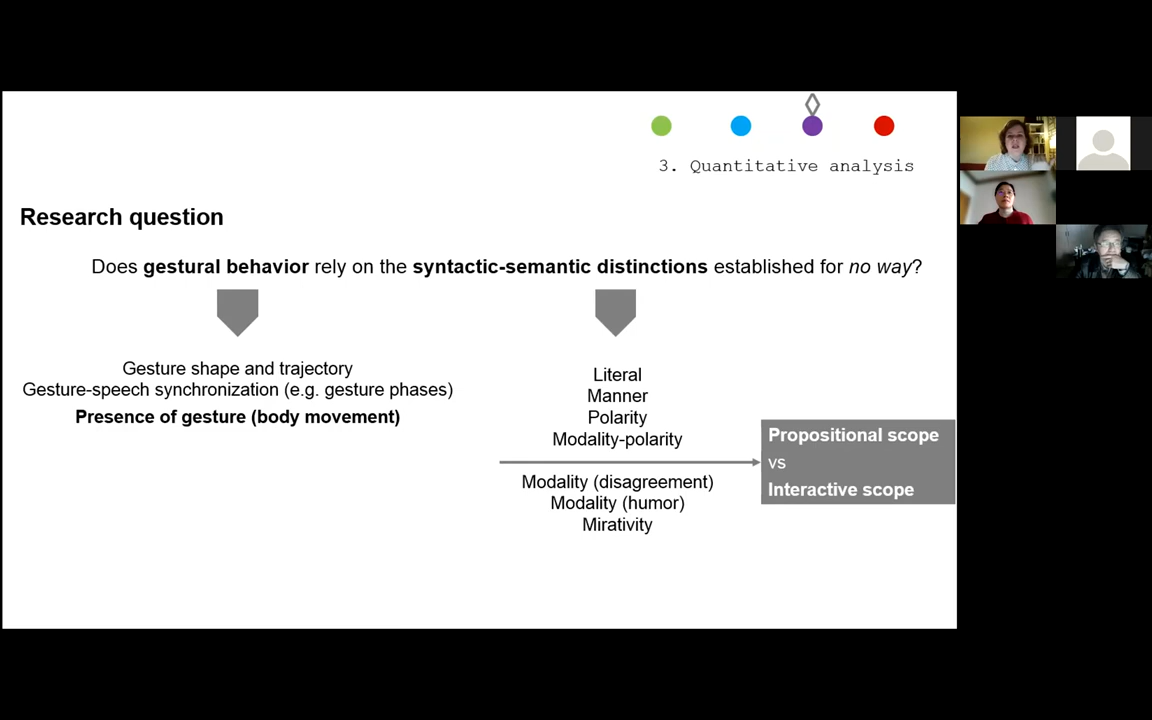 3. Quantitative analysis
Research question
Does gestural behavior rely on the syntactic-semantic distinctions established for no way?
Gesture shape and trajectory
Gesture-speech synchronization (e.g. gesture phases)
Presence of gesture (body movement)
Literal
Manner
Polarity
Modality-polarity
Modality (disagreement)
Modality (humor)
Mirativity
Propositional scope
vs
Interactive scope